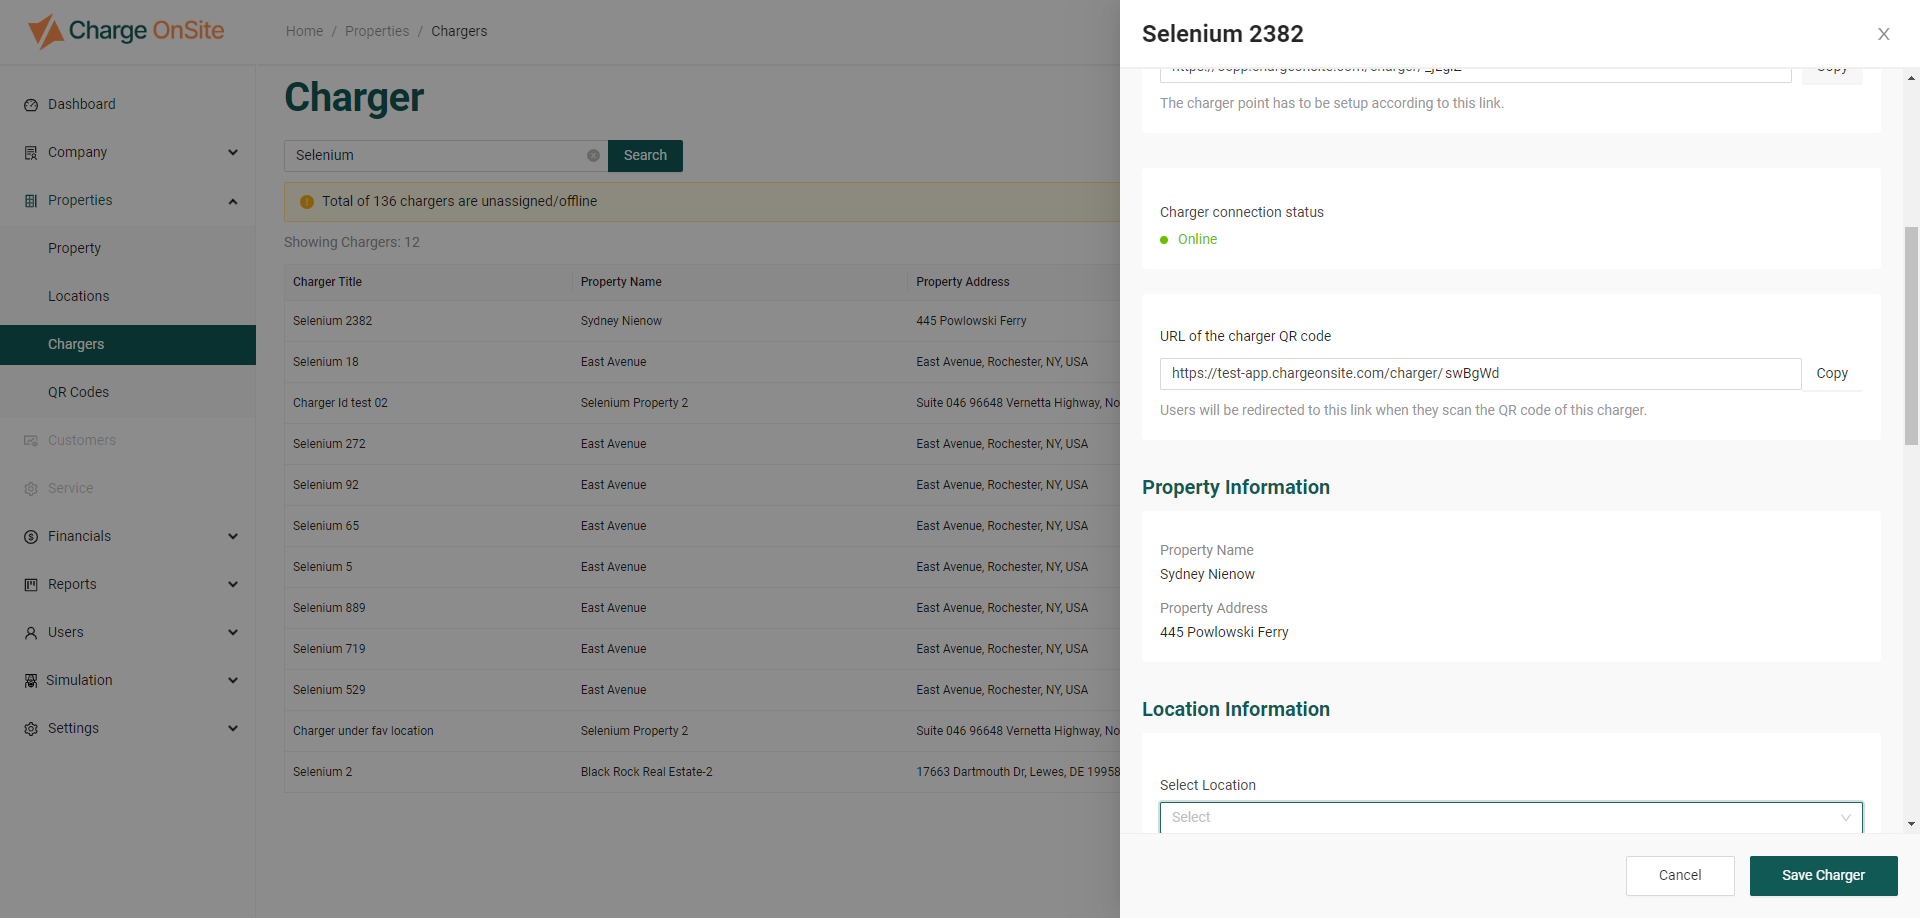 Charge OnSite
Home / Properties / Chargers
Dashboard
Company
Properties
Property
Locations
Chargers
QR Codes
Customers
Service
Financials
Reports
Users
Simulation
Settings
Charger
Selenium
Search
Total of 136 chargers are unassigned/offline
Showing Chargers: 12
Charger Title Property Name Property Address
Selenium 2382 Sydney Nienow 445 Powlowski Ferry
Selenium 18 East Avenue East Avenue, Rochester, NY, USA
Charger Id test 02 Selenium Property 2 Suite 046 96648 Vernetta Highway, No
Selenium 272 East Avenue East Avenue, Rochester, NY, USA
Selenium 92 East Avenue East Avenue, Rochester, NY, USA
Selenium 65 East Avenue East Avenue, Rochester, NY, USA
Selenium 5 East Avenue East Avenue, Rochester, NY, USA
Selenium 889 East Avenue East Avenue, Rochester, NY, USA
Selenium 719 East Avenue East Avenue, Rochester, NY, USA
Selenium 529 East Avenue East Avenue, Rochester, NY, USA
Charger under fav location Selenium Property 2 Suite 046 96648 Vernetta Highway, No
Selenium 2 Black Rock Real Estate-2 17663 Dartmouth Dr, Lewes, DE 19958
Selenium 2382
Copy
The charger point has to be setup according to this link.
Charger connection status
Online
URL of the charger QR code
https://test-app.chargeonsite.com/charger/swBgWd Copy
Users will be redirected to this link when they scan the QR code of this charger.
Property Information
Property Name
Sydney Nienow
Property Address
445 Powlowski Ferry
Location Information
Select Location
Select
Cancel Save Charger